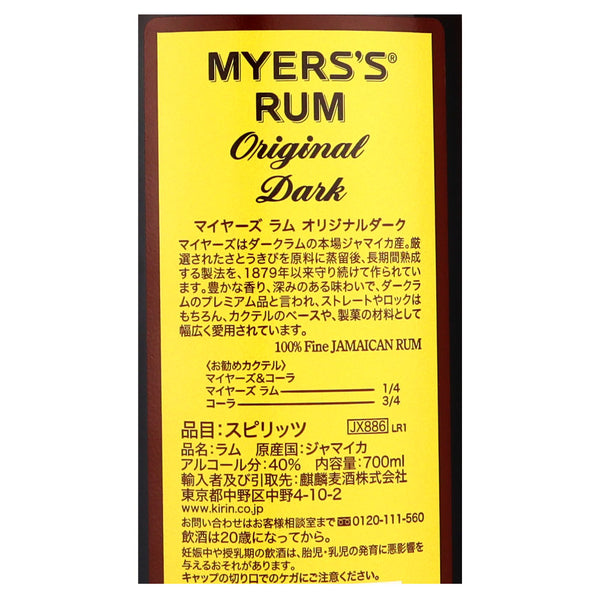 MYERS'S®
RUM
Original
Dark
マイヤーズ ラム オリジナルダーク
マイヤーズはダークラムの本場ジャマイカ産。厳
選されたさとうきびを原料に蒸留後、長期間熟成
する製法を、1879年以来守り続けて作られてい
ます。豊かな香り、深みのある味わいで、ダークラ
ムのプレミアム品と言われ、ストレートやロックは
もちろん、カクテルのベースや、製菓の材料として
幅広く愛用されています。
100% Fine JAMAICAN RUM
〈お勧めカクテル〉
マイヤーズ&コーラ
マイヤーズ ラム 1/4
コーラ 3/4
品目:スピリッツ JX886 LR1
品名:ラム 原産国:ジャマイカ
アルコール分:40% 内容量:700ml
輸入者及び引取先:麒麟麦酒株式会社
東京都中野区中野4-10-2
www.kirin.co.jp
お問い合わせはお客様相談室まで 0120-111-560
飲酒は20歳になってから。
妊娠中や授乳期の飲酒は、胎児・乳児の発育に悪影響を
与えるおそれがあります。
キャップの切り口でのケガにご注意ください。